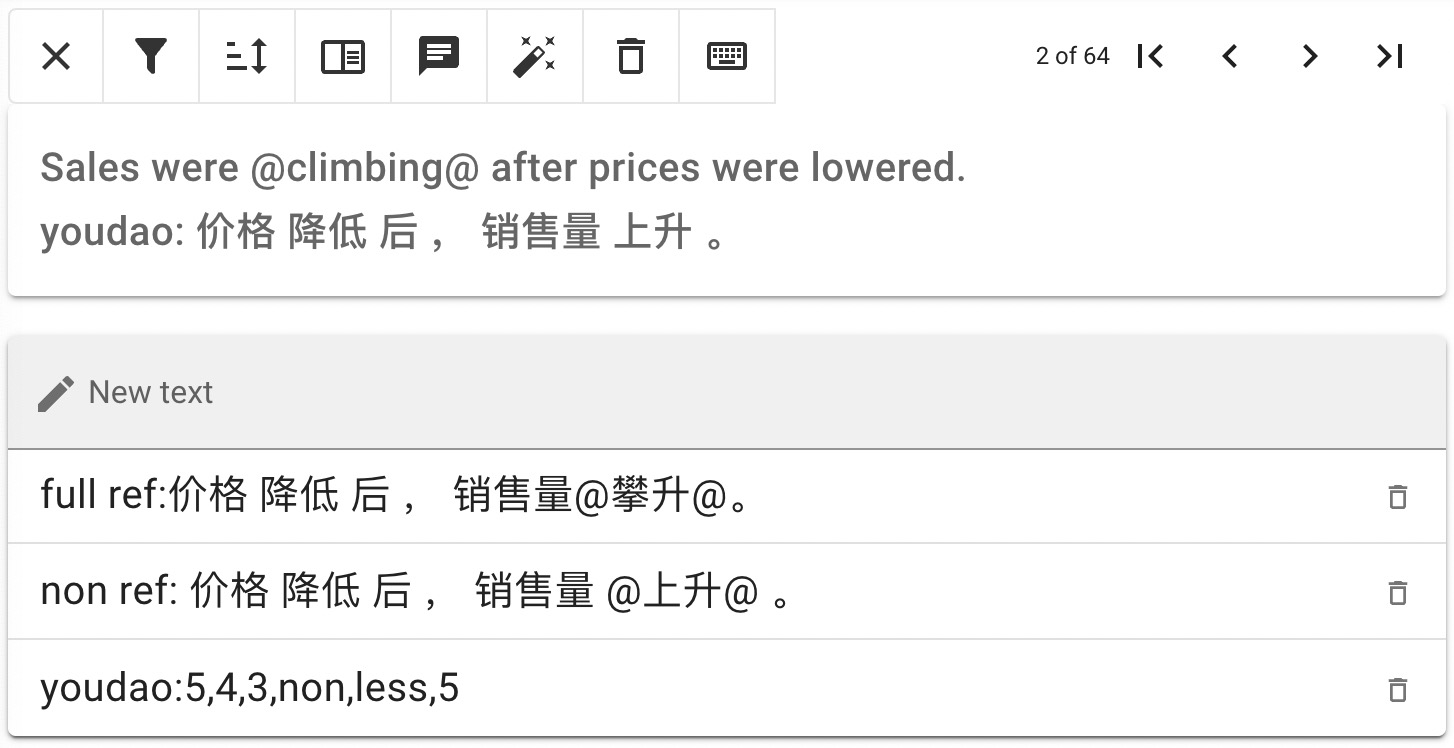 2 of 64
Sales were @climbing@ after prices were lowered.
youdao: 价格 降低 后 ， 销售量 上升 。
New text
full ref:价格 降低 后 ， 销售量@攀升@。
non ref: 价格 降低 后 ， 销售量 @上升@ 。
youdao:5,4,3,non,less,5